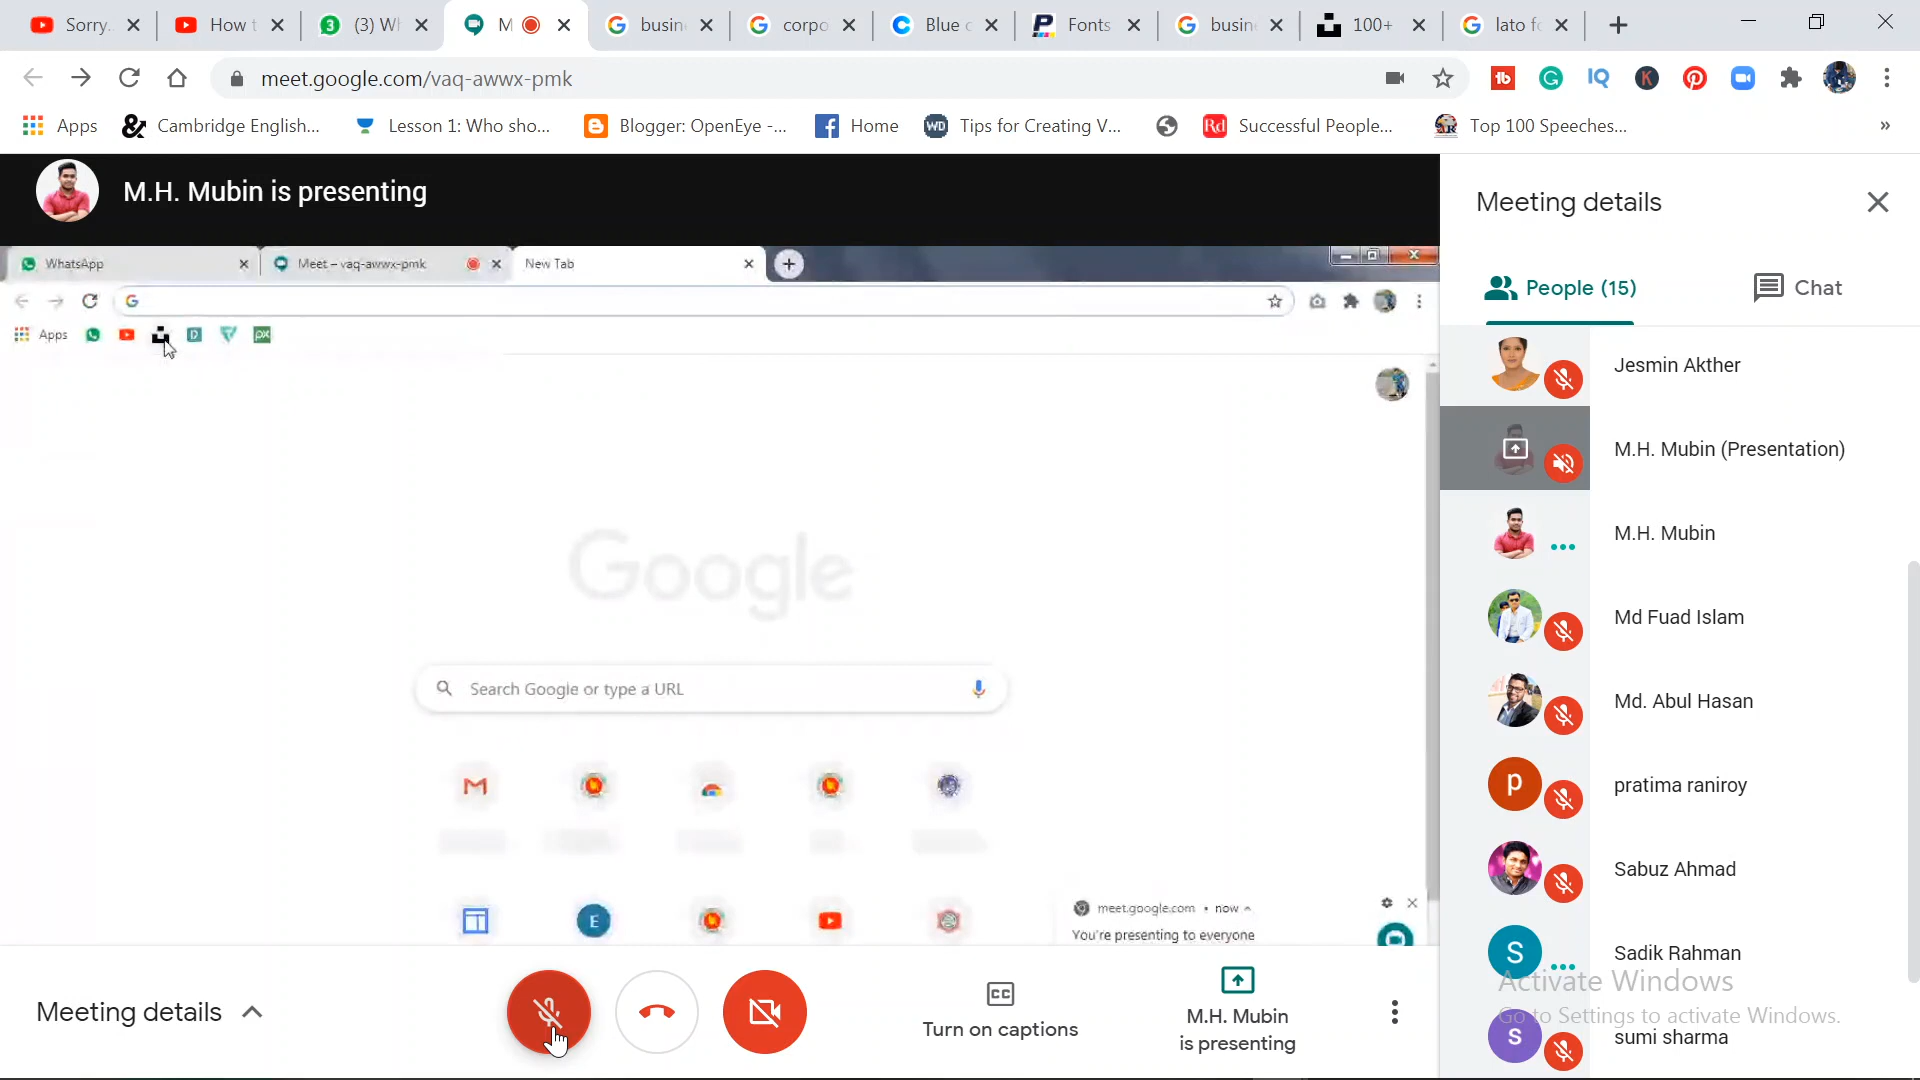 Sorry.
How t
(3) W
M
busin
corpo
Blue c
Fonts
busin
100+
lato fo
meet.google.com/vaq-awwx-pmk
Apps
Cambridge English...
Lesson 1: Who sho...
Blogger: OpenEye -...
Home
Tips for Creating V...
Successful People...
Top 100 Speeches...
M.H. Mubin is presenting
WhatsApp
Meet – vaq-awwx-pmk
New Tab
Apps
Google
Search Google or type a URL
meet.google.com • now
You're presenting to everyone
Meeting details
People (15)
Chat
Jesmin Akther
M.H. Mubin (Presentation)
M.H. Mubin
Md Fuad Islam
Md. Abul Hasan
pratima raniroy
Sabuz Ahmad
Sadik Rahman
sumi sharma
Activate Windows
Go to Settings to activate Windows.
Meeting details
Turn on captions
M.H. Mubin
is presenting